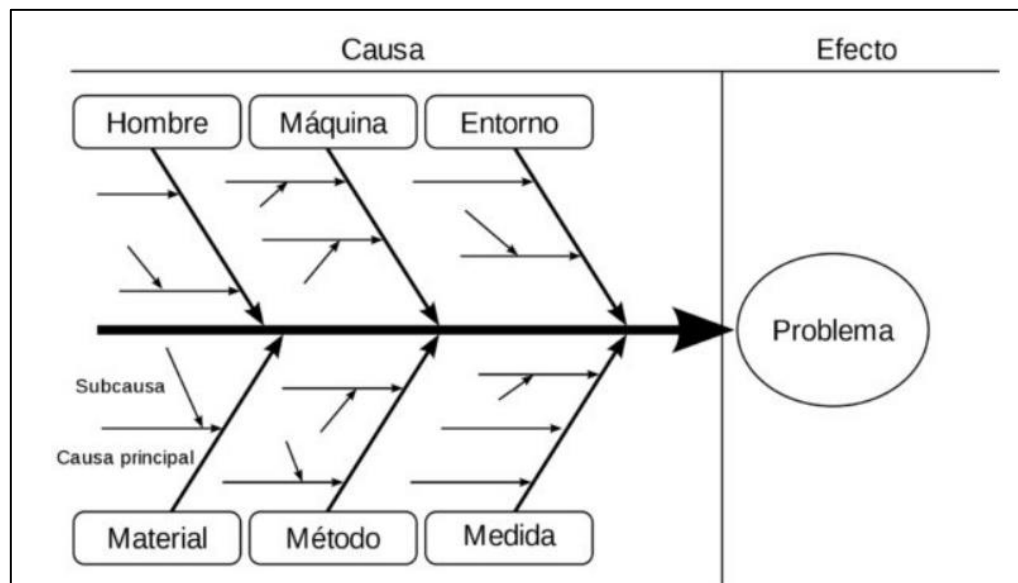 Causa
Efecto
Hombre
Máquina
Entorno
Problema
Subcausa
Causa principal
Material
Método
Medida